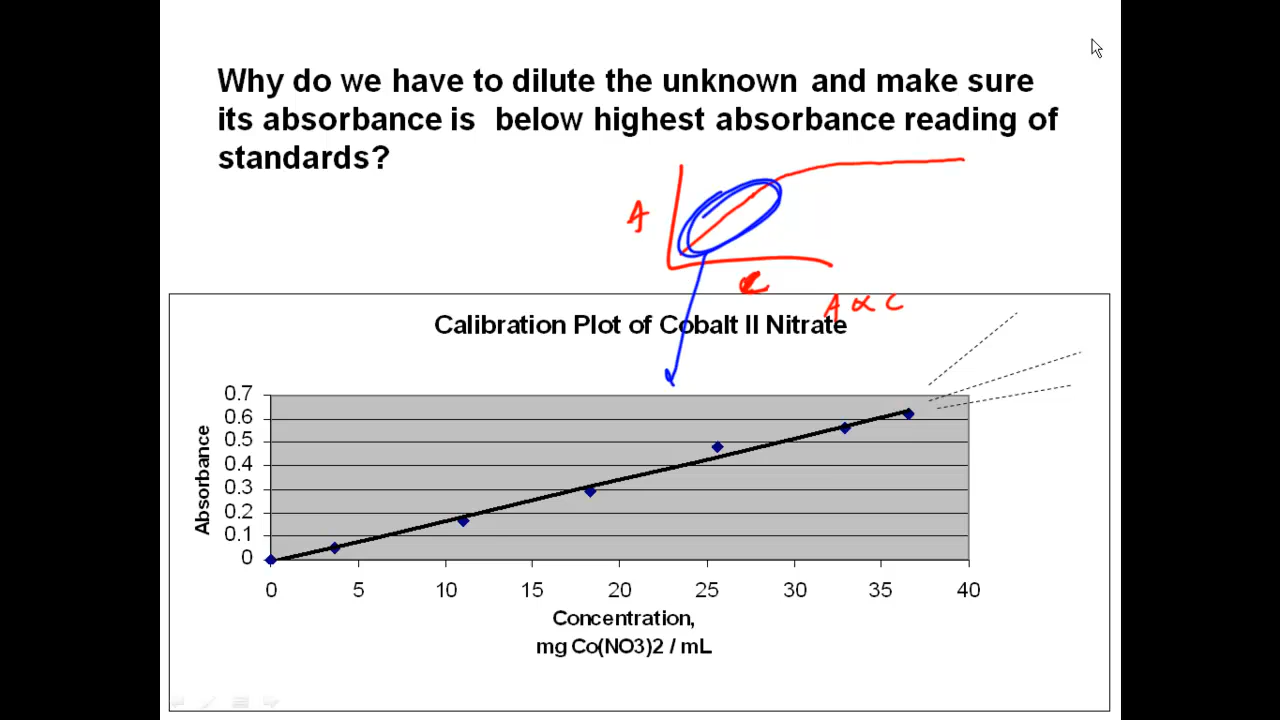 Why do we have to dilute the unknown and make sure
its absorbance is below highest absorbance reading of
standards?
A
c
A ∝ C
Calibration Plot of Cobalt II Nitrate
Absorbance
0.7
0.6
0.5
0.4
0.3
0.2
0.1
0
0 5 10 15 20 25 30 35 40
Concentration,
mg Co(NO3)2 / mL